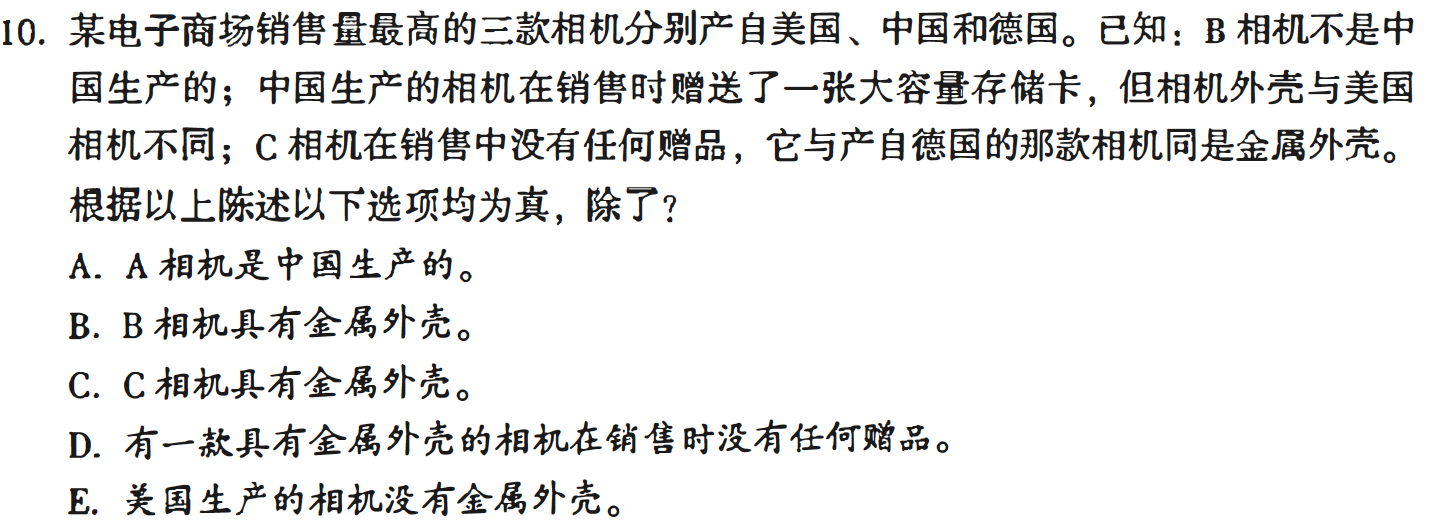 10. 某电子商场销售量最高的三款相机分别产自美国、中国和德国。已知：B 相机不是中
国生产的；中国生产的相机在销售时赠送了一张大容量存储卡，但相机外壳与美国
相机不同；C 相机在销售中没有任何赠品，它与产自德国的那款相机同是金属外壳。
根据以上陈述以下选项均为真，除了？
A. A 相机是中国生产的。
B. B 相机具有金属外壳。
C. C 相机具有金属外壳。
D. 有一款具有金属外壳的相机在销售时没有任何赠品。
E. 美国生产的相机没有金属外壳。